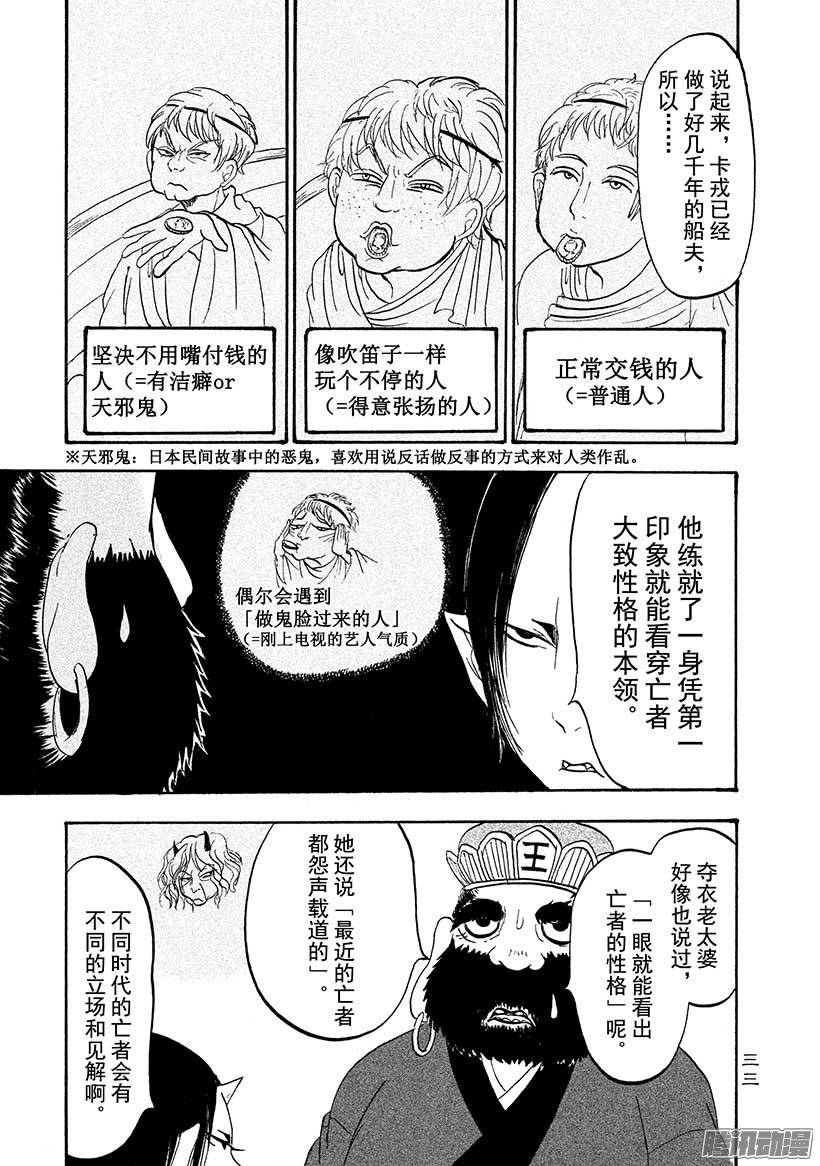 说起来，卡戎已经
做了好几千年的船夫，
所以……
正常交钱的人
（=普通人）
像吹笛子一样
玩个不停的人
（=得意张扬的人）
坚决不用嘴付钱的
人（=有洁癖or
天邪鬼）
※天邪鬼：日本民间故事中的恶鬼，喜欢用说反话做反事的方式来对人类作乱。
他练就了一身凭第一
印象就能看穿亡者
大致性格的本领。
偶尔会遇到
「做鬼脸过来的人」
（=刚上电视的艺人气质）
夺衣老太婆
好像也说过，
「一眼就能看出
亡者的性格」呢。
王
她还说「最近的亡者
都怨声载道的」。
不同时代的亡者会有
不同的立场和见解啊。
三三
腾讯动漫